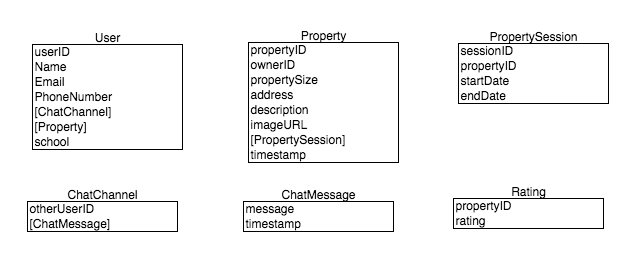 User
userID
Name
Email
PhoneNumber
[ChatChannel]
[Property]
school
Property
propertyID
ownerID
propertySize
address
description
imageURL
[PropertySession]
timestamp
PropertySession
sessionID
propertyID
startDate
endDate
ChatChannel
otherUserID
[ChatMessage]
ChatMessage
message
timestamp
Rating
propertyID
rating